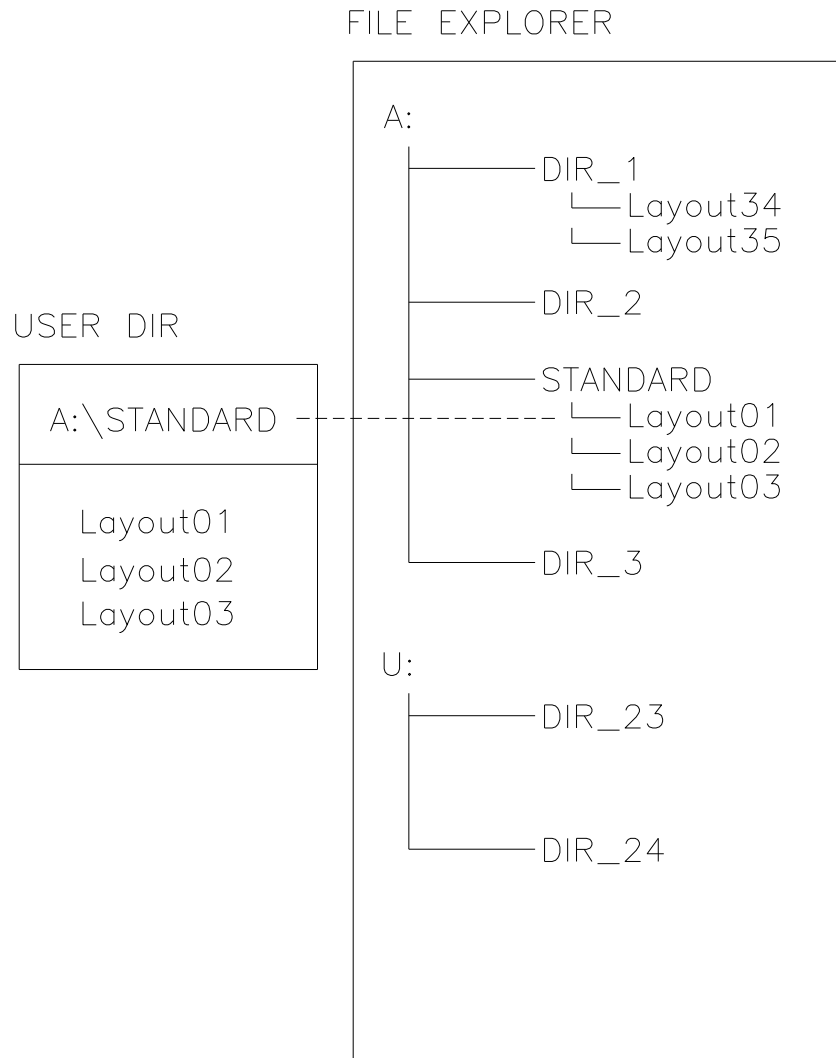 FILE EXPLORER
A:
DIR_1
Layout34
Layout35
DIR_2
STANDARD
Layout01
Layout02
Layout03
DIR_3
U:
DIR_23
DIR_24
USER DIR
A:\STANDARD
Layout01
Layout02
Layout03